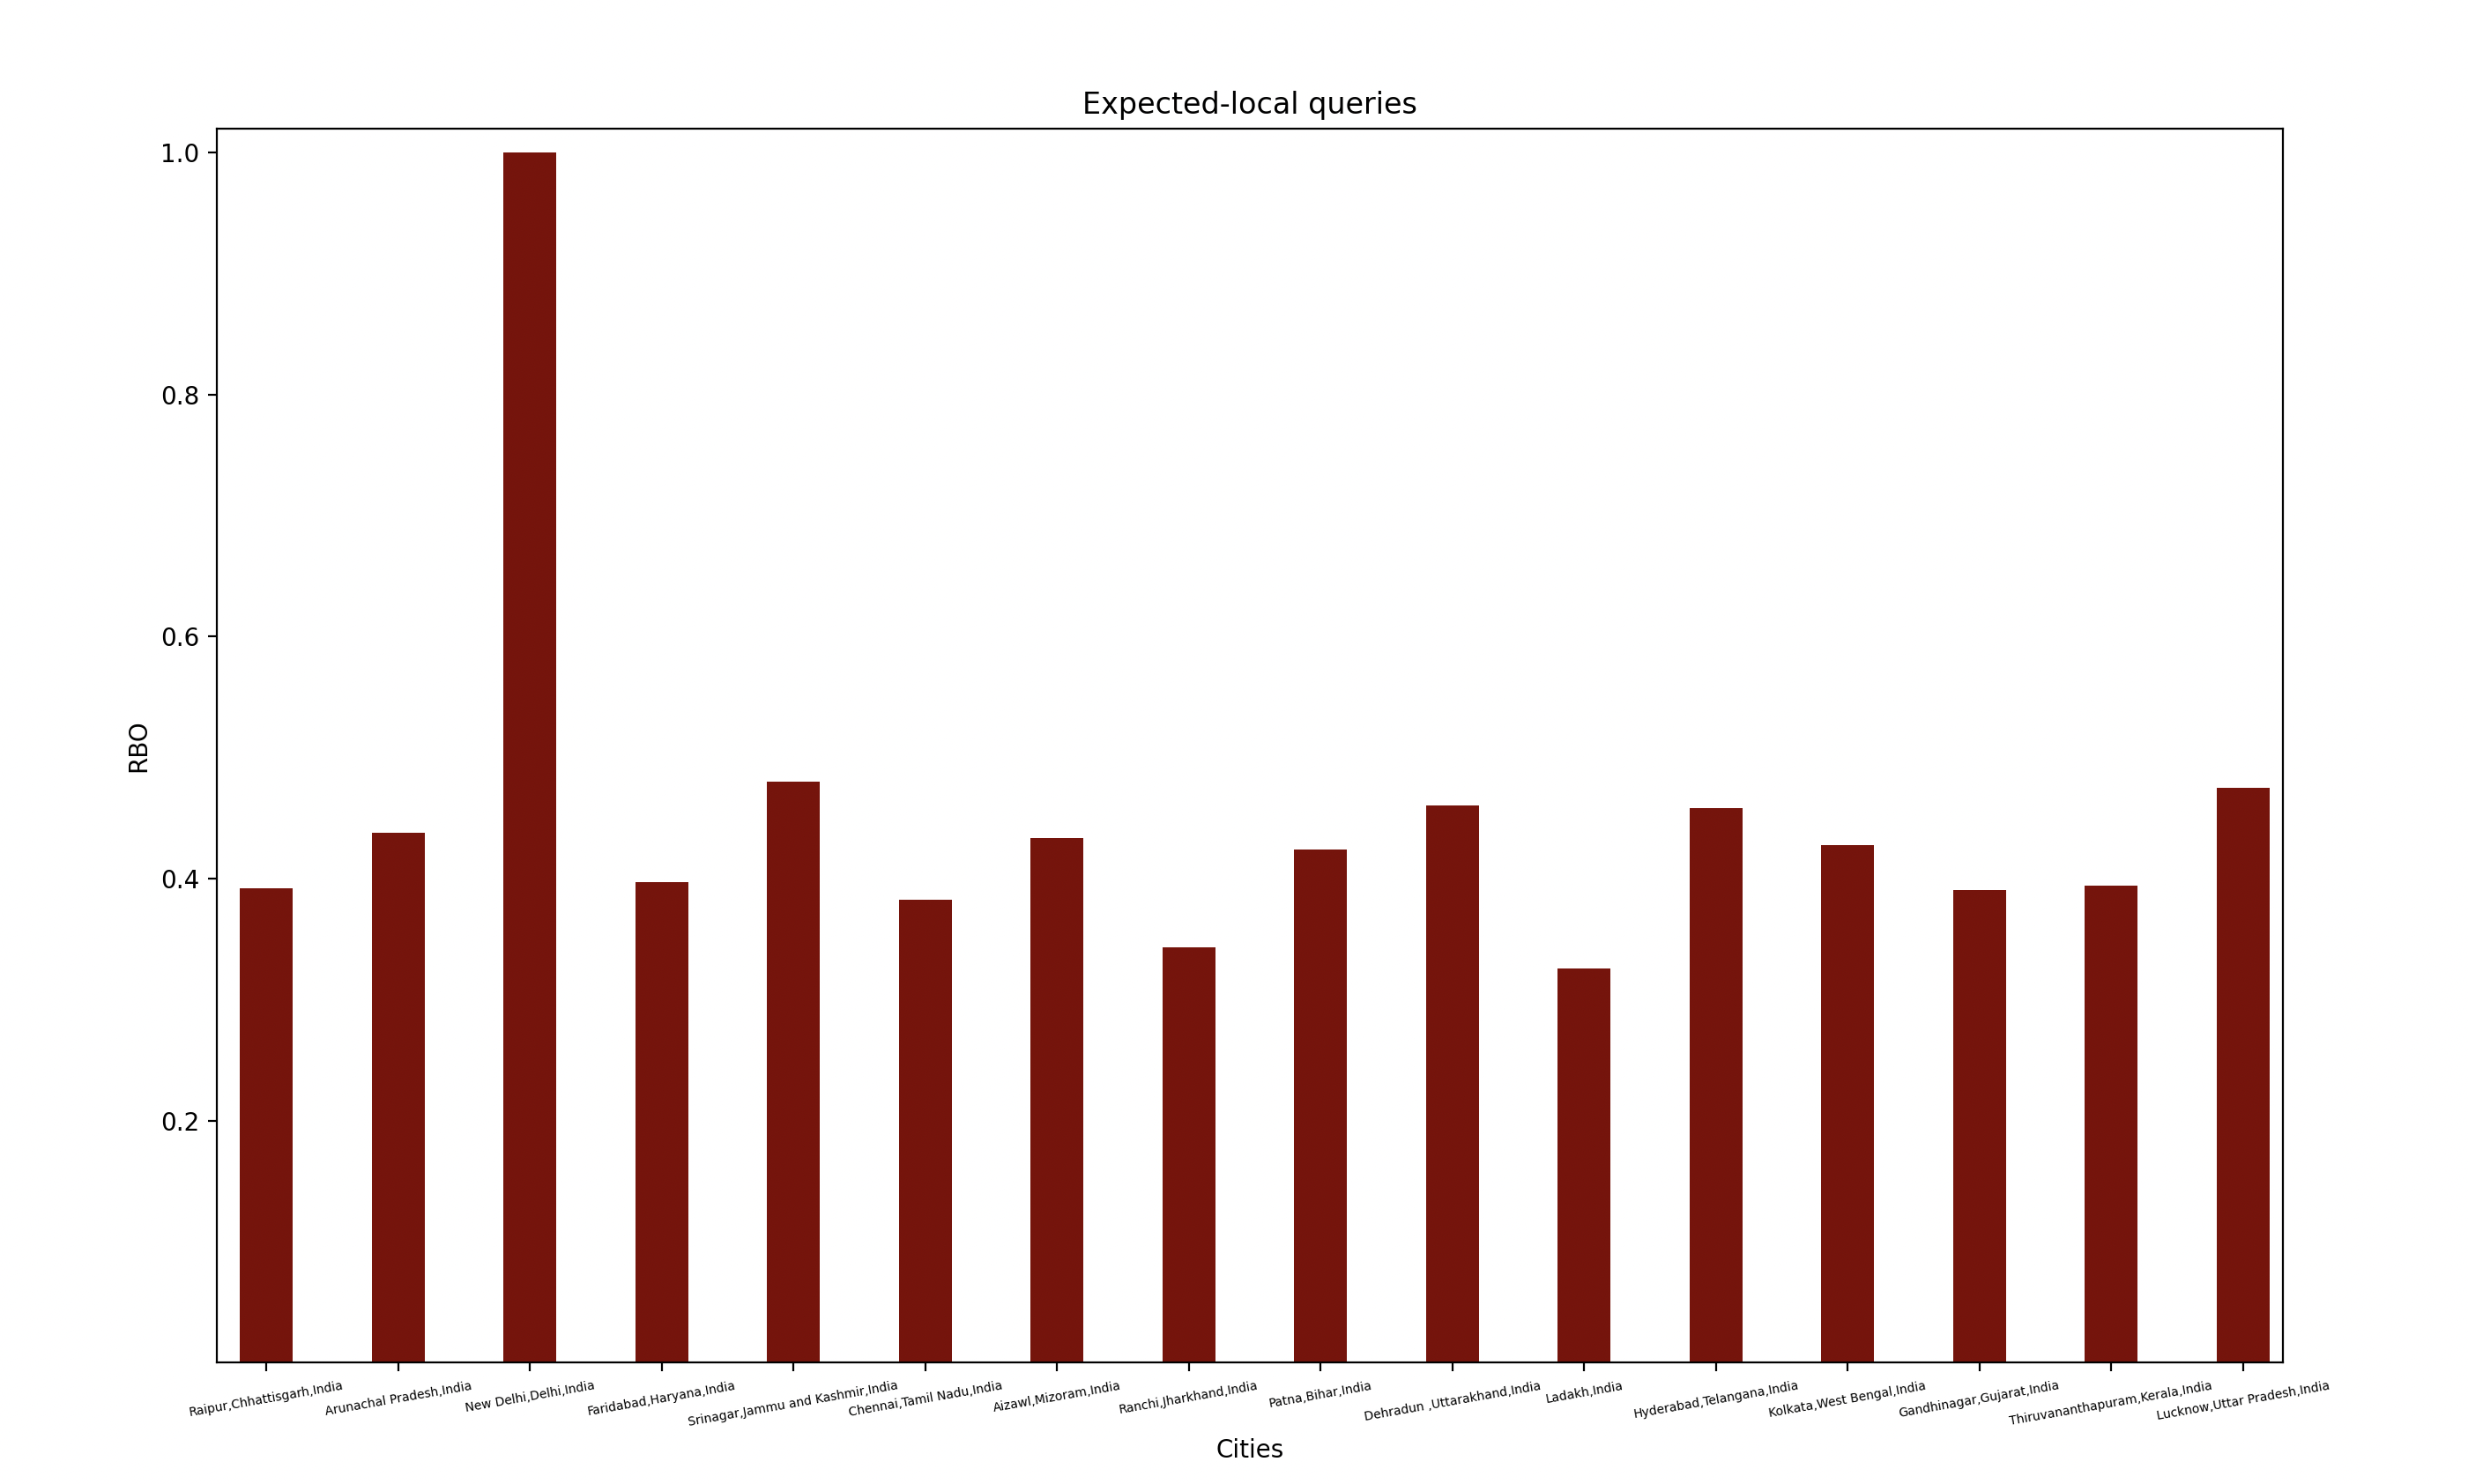 Expected-local queries
1.0
0.8
0.6
0.4
0.2
RBO
Raipur,Chhattisgarh,India
Arunachal Pradesh,India
New Delhi,Delhi,India
Faridabad,Haryana,India
Srinagar,Jammu and Kashmir,India
Chennai,Tamil Nadu,India
Aizawl,Mizoram,India
Ranchi,Jharkhand,India
Patna,Bihar,India
Dehradun ,Uttarakhand,India
Ladakh,India
Hyderabad,Telangana,India
Kolkata,West Bengal,India
Gandhinagar,Gujarat,India
Thiruvananthapuram,Kerala,India
Lucknow,Uttar Pradesh,India
Cities